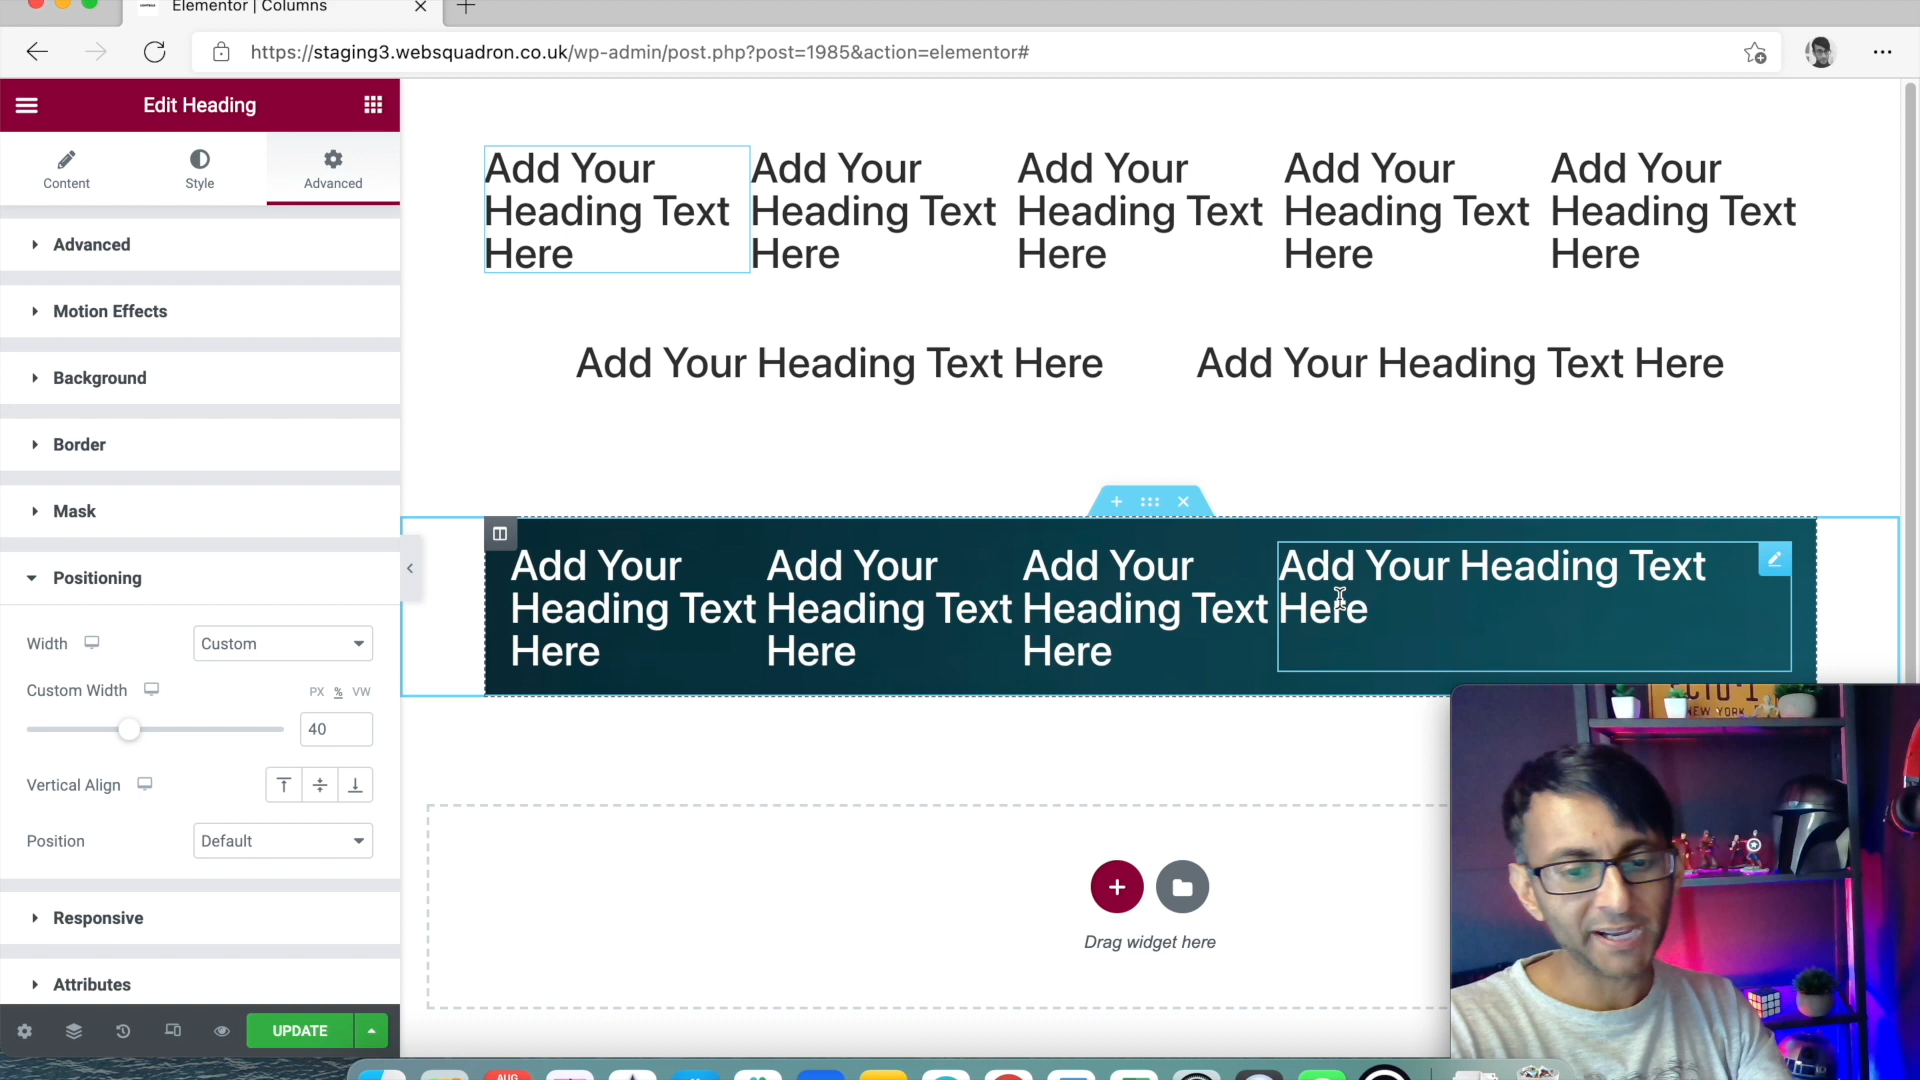 Elementor | Columns
https://staging3.websquadron.co.uk/wp-admin/post.php?post=1985&action=elementor#
Edit Heading
Content
Style
Advanced
Advanced
Motion Effects
Background
Border
Mask
Positioning
Width
Custom
Custom Width
PX % VW
40
Vertical Align
Position
Default
Responsive
Attributes
UPDATE
Add Your
Heading Text
Here
Add Your
Heading Text
Here
Add Your
Heading Text
Here
Add Your
Heading Text
Here
Add Your
Heading Text
Here
Add Your Heading Text Here
Add Your Heading Text Here
Add Your
Heading Text
Here
Add Your
Heading Text
Here
Add Your
Heading Text
Here
Add Your Heading Text
Here
Drag widget here
NEW YORK
AUG